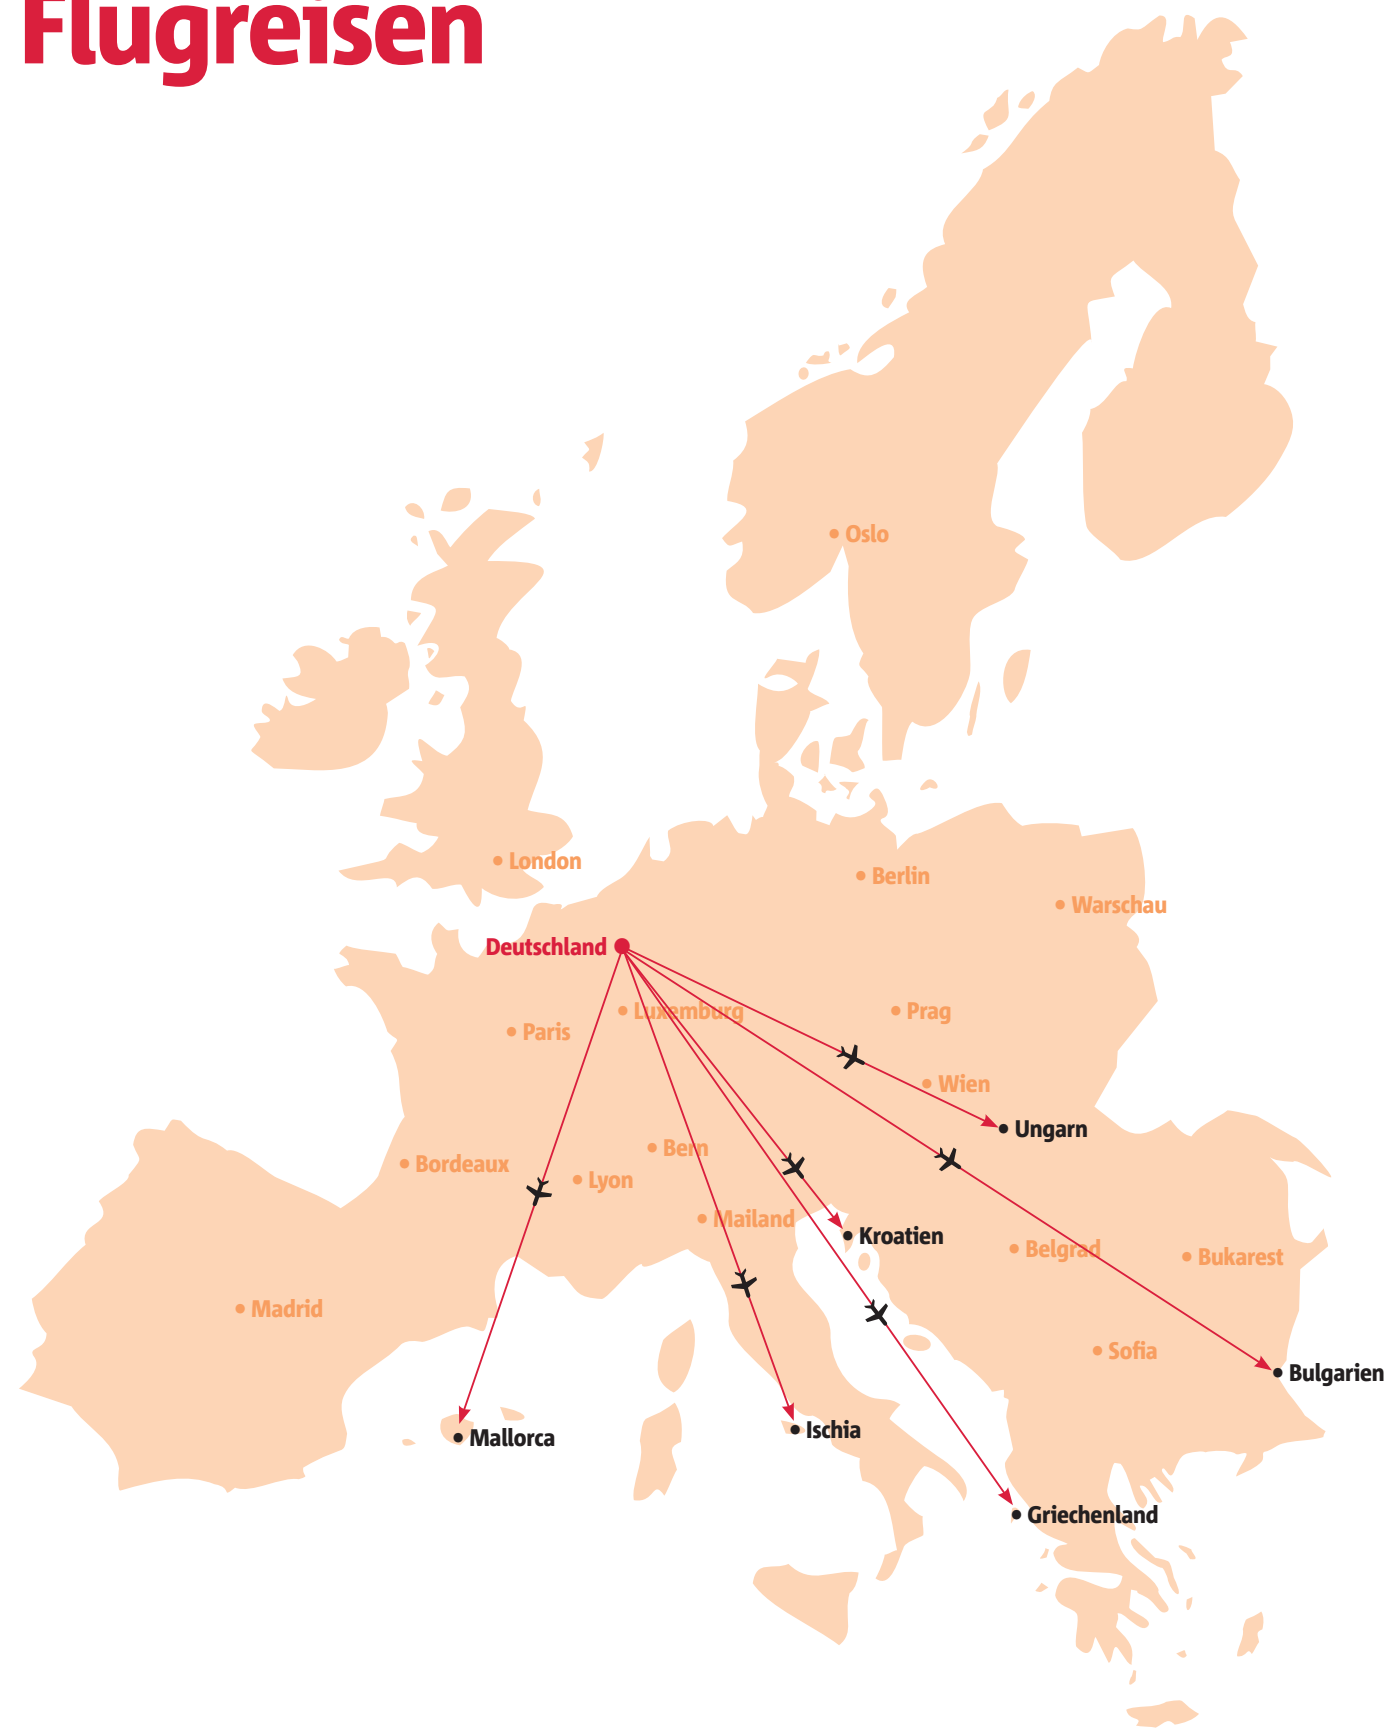 Flugreisen
Oslo
London
Berlin
Warschau
Deutschland
Luxemburg
Prag
Paris
Wien
Ungarn
Bern
Bordeaux
Lyon
Mailand
Kroatien
Belgrad
Bukarest
Madrid
Sofia
Bulgarien
Ischia
Mallorca
Griechenland